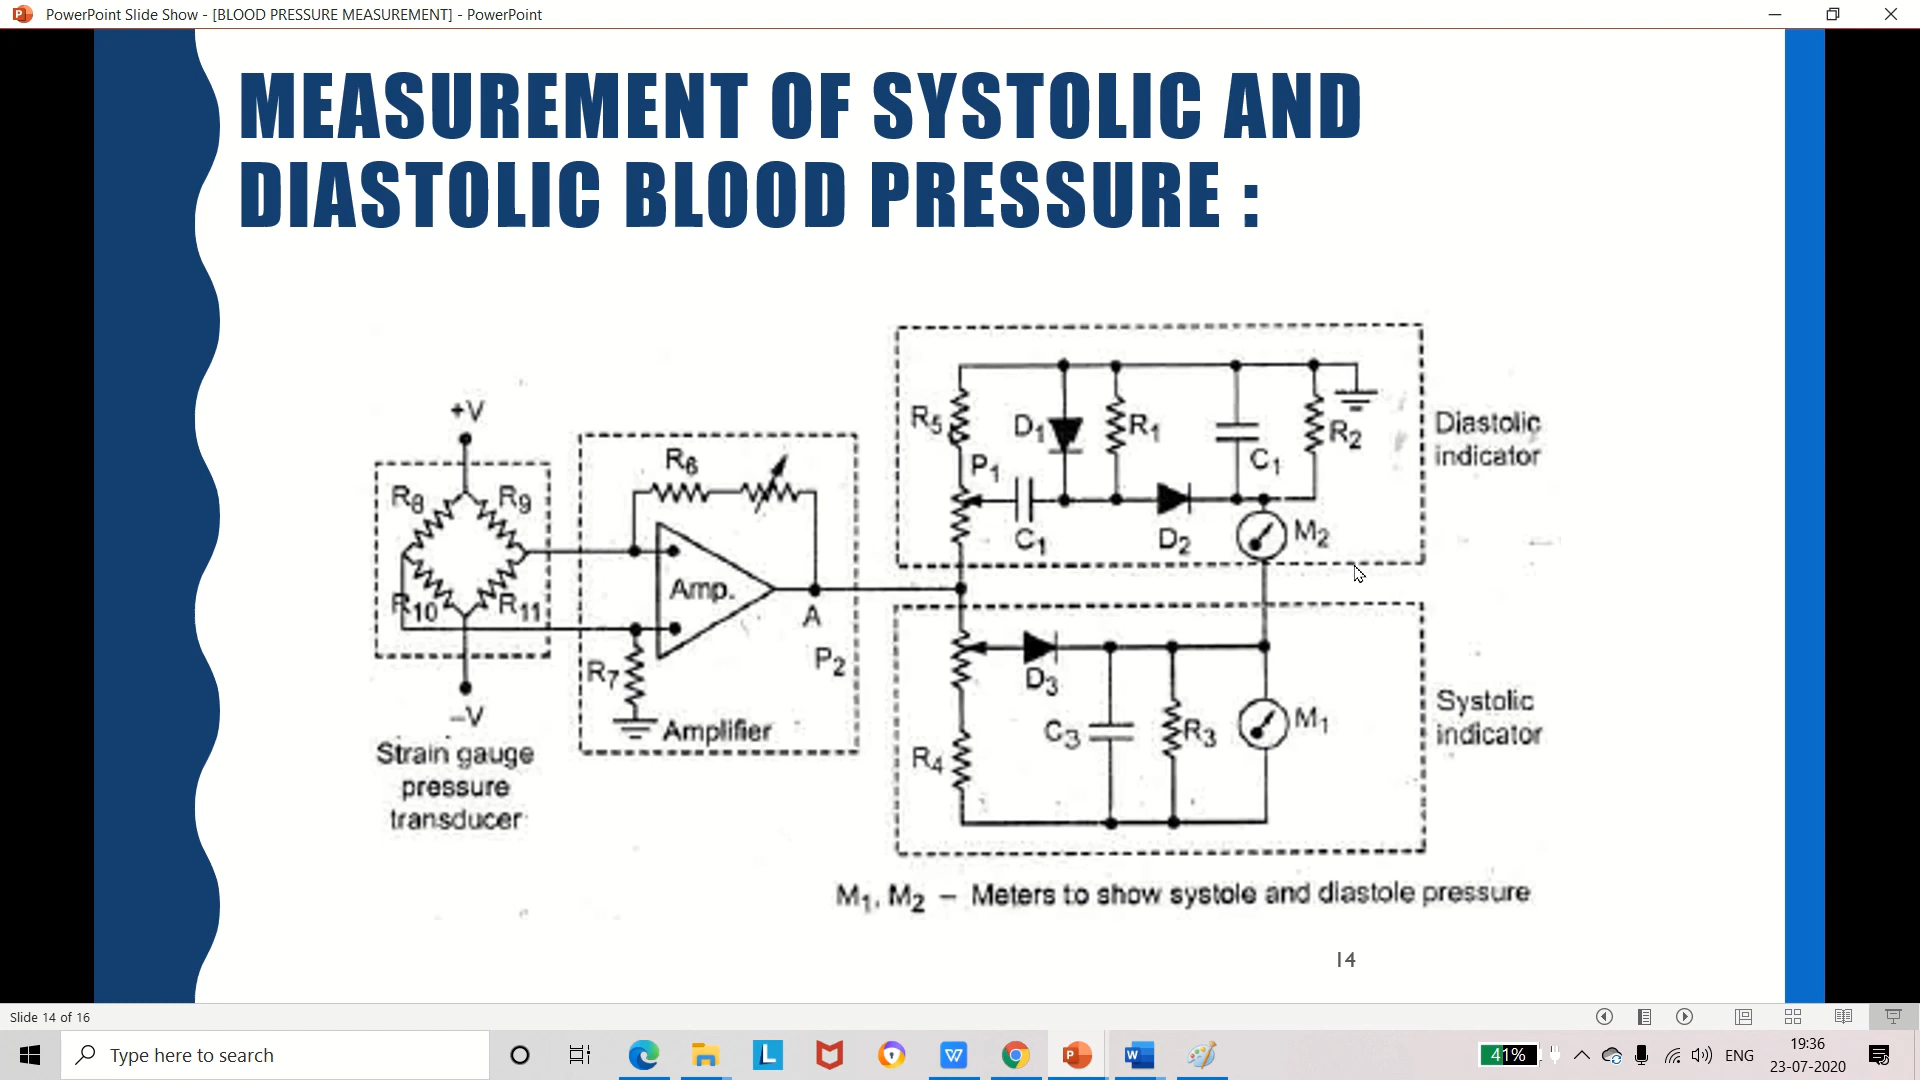 PowerPoint Slide Show - [BLOOD PRESSURE MEASUREMENT] - PowerPoint
MEASUREMENT OF SYSTOLIC AND
DIASTOLIC BLOOD PRESSURE :
+V
R8
R9
R10
R11
–V
Strain gauge
pressure
transducer
R6
Amp.
A
P2
R7
Amplifier
R5
D1
R1
R2
P1
C1
C1
D2
M2
Diastolic
indicator
D3
C3
R3
M1
R4
Systolic
indicator
M1, M2 – Meters to show systole and diastole pressure
14
Slide 14 of 16
Type here to search
41%
ENG
19:36
23-07-2020